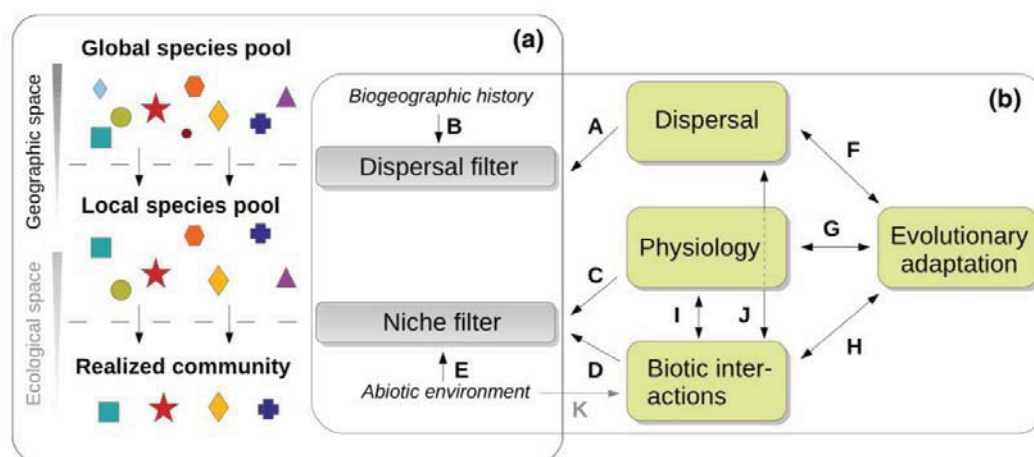 (a)
Global species pool
Geographic space
Local species pool
Ecological space
Realized community
(b)
Biogeographic history
B
Dispersal filter
A
Dispersal
F
Physiology
G
Evolutionary
adaptation
C
Niche filter
I
J
H
E
D
Biotic inter-
actions
Abiotic environment
K